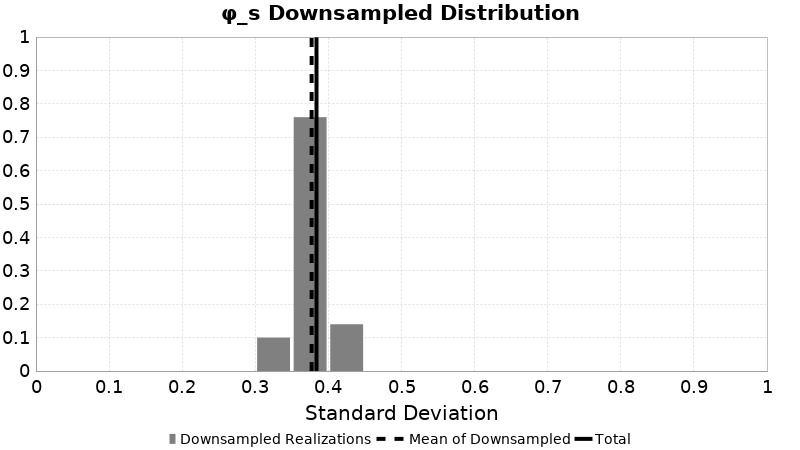 φ_s Downsampled Distribution
1
0.9
0.8
0.7
0.6
0.5
0.4
0.3
0.2
0.1
0
0 0.1 0.2 0.3 0.4 0.5 0.6 0.7 0.8 0.9 1
Standard Deviation
Downsampled Realizations Mean of Downsampled Total